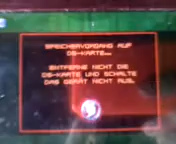 SPEICHERVORGANG AUF
DS-KARTE...
ENTFERNE NICHT DIE
DS-KARTE UND SCHALTE
DAS GERÄT NICHT AUS.